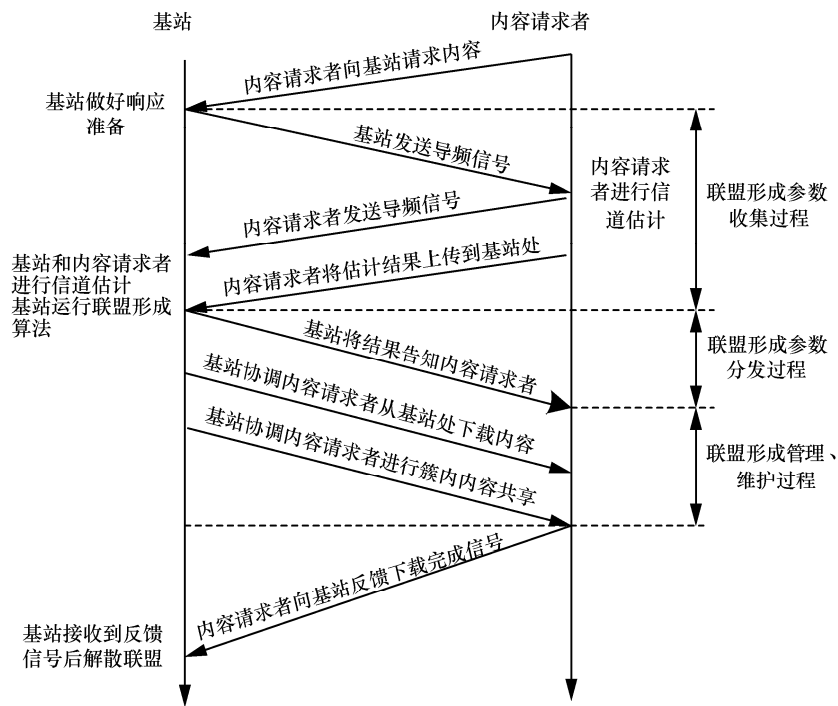 基站
内容请求者
内容请求者向基站请求内容
基站做好响应
准备
基站发送导频信号
内容请求
者进行信
道估计
联盟形成参数
收集过程
内容请求者发送导频信号
基站和内容请求者
进行信道估计
基站运行联盟形成
算法
内容请求者将估计结果上传到基站处
基站将结果告知内容请求者
联盟形成参数
分发过程
基站协调内容请求者从基站处下载内容
基站协调内容请求者进行簇内内容共享
联盟形成管理、
维护过程
内容请求者向基站反馈下载完成信号
基站接收到反馈
信号后解散联盟